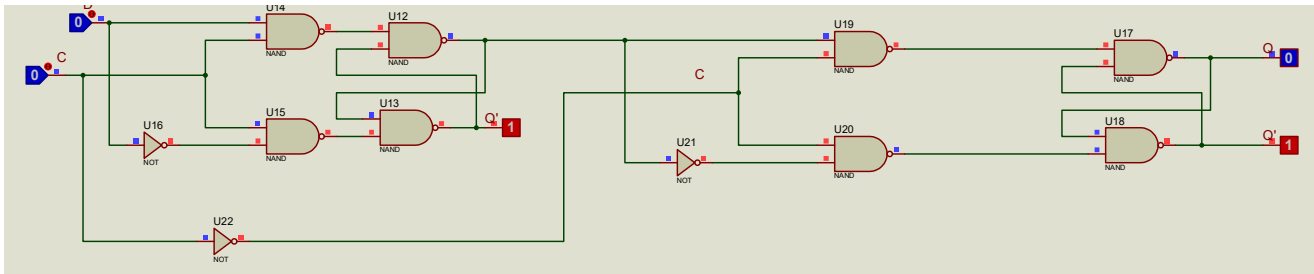 D
U14
U12
U19
U17
0
NAND
NAND
NAND
NAND
Q
0
C
0
C
U15
U13
U20
U18
U16
Q'
1
U21
Q'
1
NOT
NAND
NAND
NOT
NAND
NAND
U22
NOT